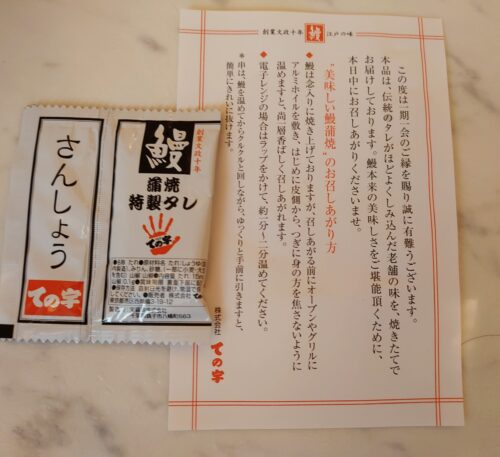 創業文政十年 鰻 江戸の味
この度は一期一会のご縁を賜り誠に有難うございます。
本品は、伝統のタレがほどよくしみ込んだ老舗の味を、焼きたてで
お届けしております。鰻本来の美味しさをご堪能頂くために、
本日中にお召しあがりくださいませ。
"美味しい鰻蒲焼"のお召しあがり方
◆鰻は念入りに焼き上げておりますが、召しあがる前にオーブンやグリルに
アルミホイルを敷き、はじめに皮側から、つぎに身の方を焦さないように
温めますと、尚一層香ばしく召しあがれます。
◆電子レンジの場合はラップをかけて、約一分〜二分温めてください。
*串は、鰻を温めてからクルクルと回しながら、ゆっくりと手前に引きますと、
簡単にきれいに抜けます。
株式会社 ての字
さんしょう
ての字
創業文政十年
鰻
蒲焼
特製タレ
ての字